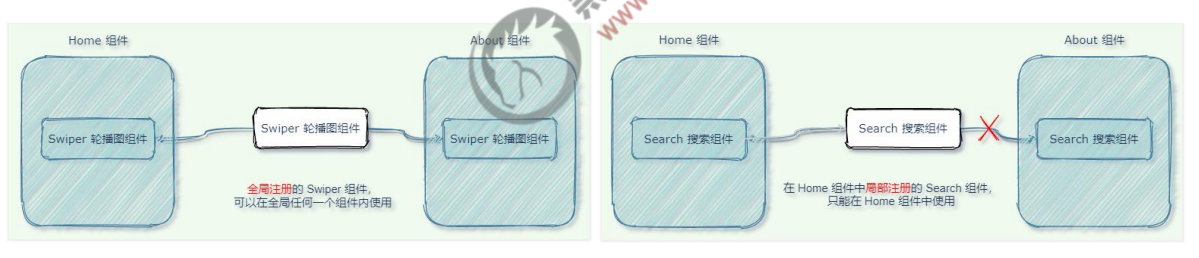 Home 组件
About 组件
Swiper 轮播图组件
Swiper 轮播图组件
Swiper 轮播图组件
全局注册的 Swiper 组件，
可以在全局任何一个组件内使用
Home 组件
About 组件
Search 搜索组件
Search 搜索组件
Search 搜索组件
在 Home 组件中局部注册的 Search 组件，
只能在 Home 组件中使用